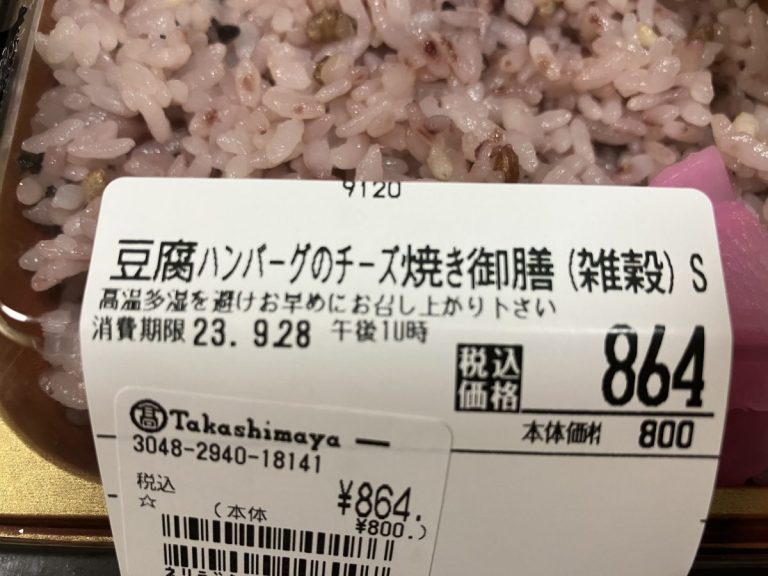 9120
豆腐ハンバーグのチーズ焼き御膳(雑穀) S
高温多湿を避けお早めにお召し上がり下さい
消費期限 23. 9.28 午後10時
税込価格 864
本体価格 800
髙 Takashimaya
3048-2940-18141
税込 ¥864.
☆ (本体 ¥800.)